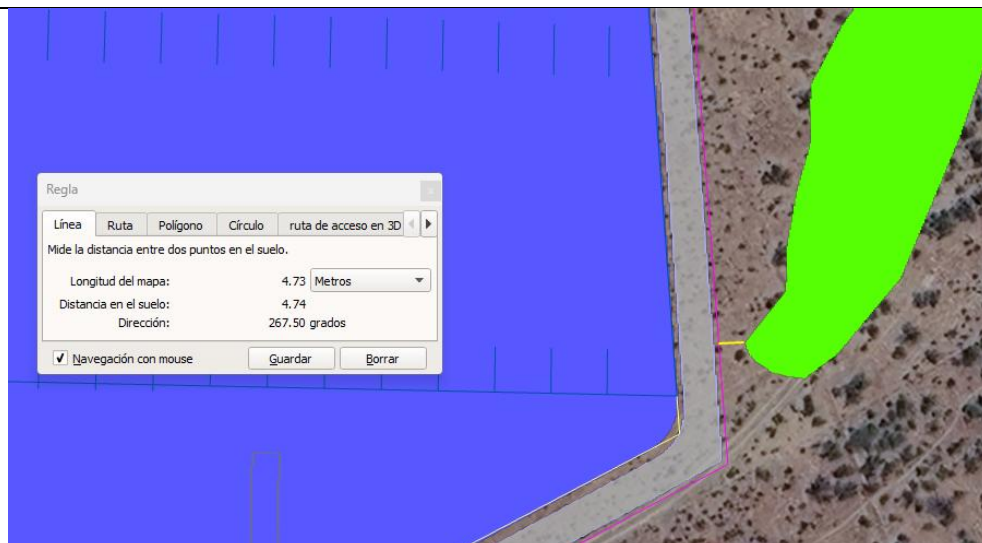 Regla
Línea Ruta Polígono Círculo ruta de acceso en 3D
Mide la distancia entre dos puntos en el suelo.
Longitud del mapa: 4.73 Metros
Distancia en el suelo: 4.74
Dirección: 267.50 grados
Navegación con mouse Guardar Borrar